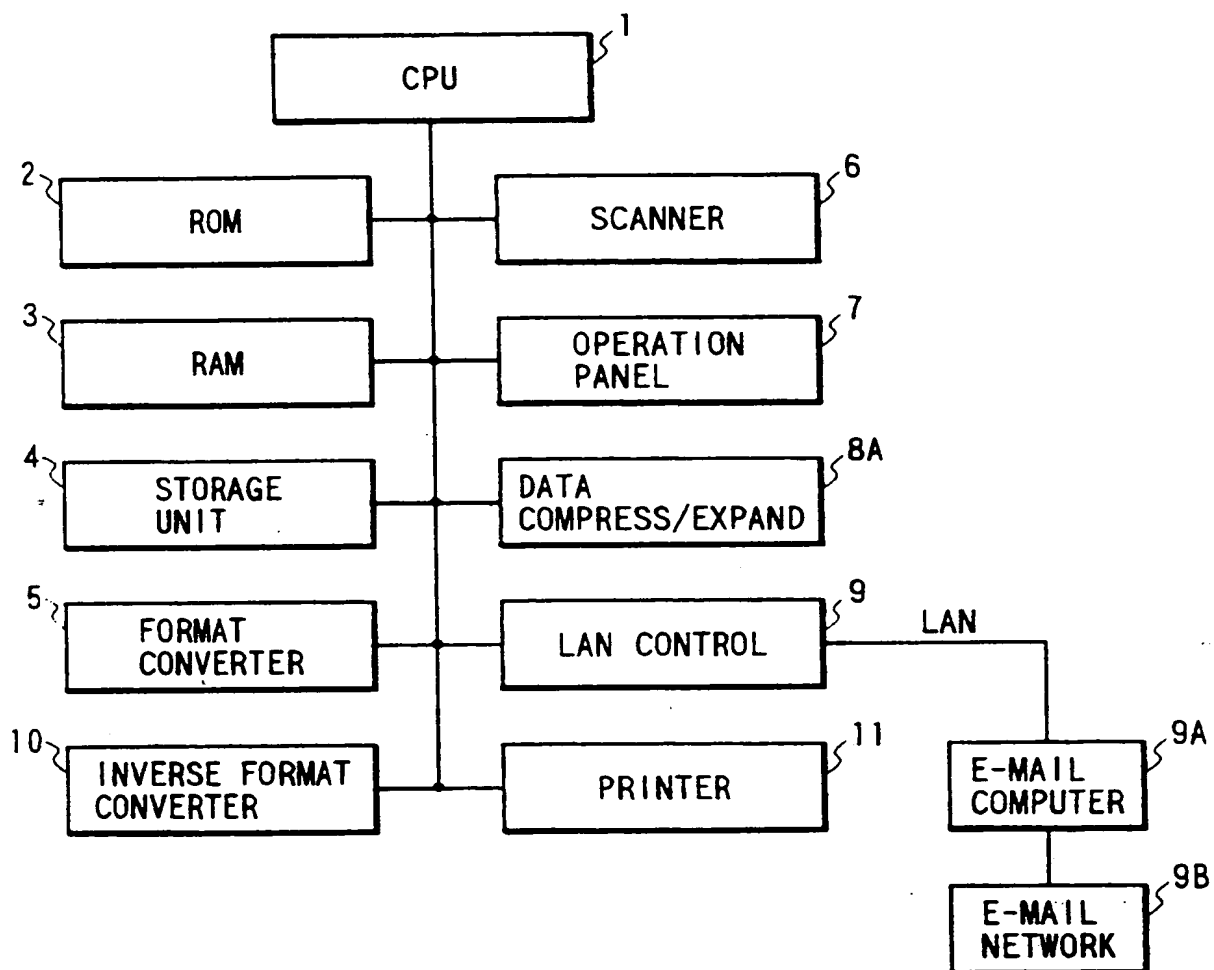 1
CPU
2
ROM
6
SCANNER
3
RAM
7
OPERATION
PANEL
4
STORAGE
UNIT
8A
DATA
COMPRESS/EXPAND
5
FORMAT
CONVERTER
9
LAN CONTROL
LAN
10
INVERSE FORMAT
CONVERTER
11
PRINTER
9A
E-MAIL
COMPUTER
9B
E-MAIL
NETWORK